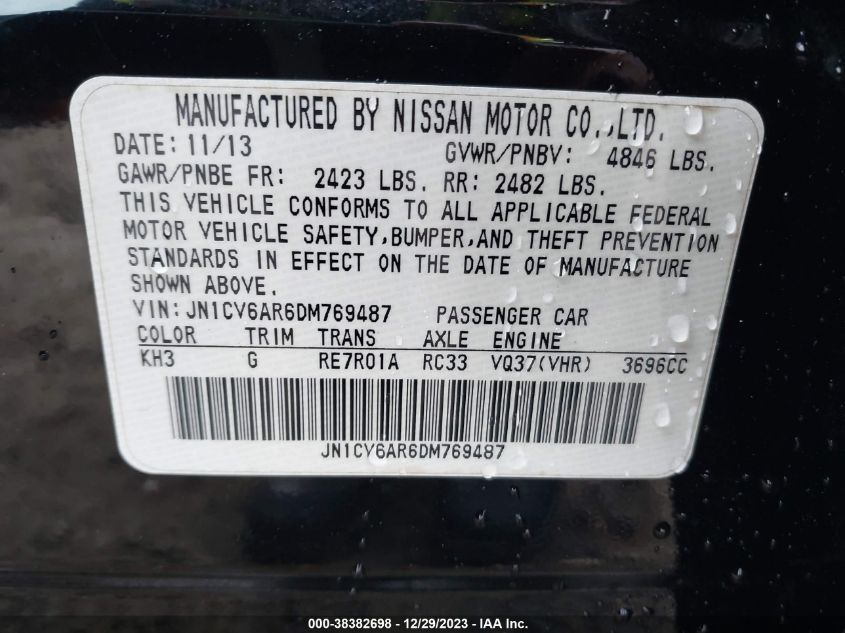 MANUFACTURED BY NISSAN MOTOR CO.,LTD.
DATE: 11/13 GVWR/PNBV: 4846 LBS.
GAWR/PNBE FR: 2423 LBS. RR: 2482 LBS.
THIS VEHICLE CONFORMS TO ALL APPLICABLE FEDERAL
MOTOR VEHICLE SAFETY,BUMPER,AND THEFT PREVENTION
STANDARDS IN EFFECT ON THE DATE OF MANUFACTURE
SHOWN ABOVE.
VIN:JN1CV6AR6DM769487 PASSENGER CAR
COLOR TRIM TRANS AXLE ENGINE
KH3 G RE7R01A RC33 VQ37(VHR) 3696CC
JN1CV6AR6DM769487
000-38382698 - 12/29/2023 - IAA Inc.